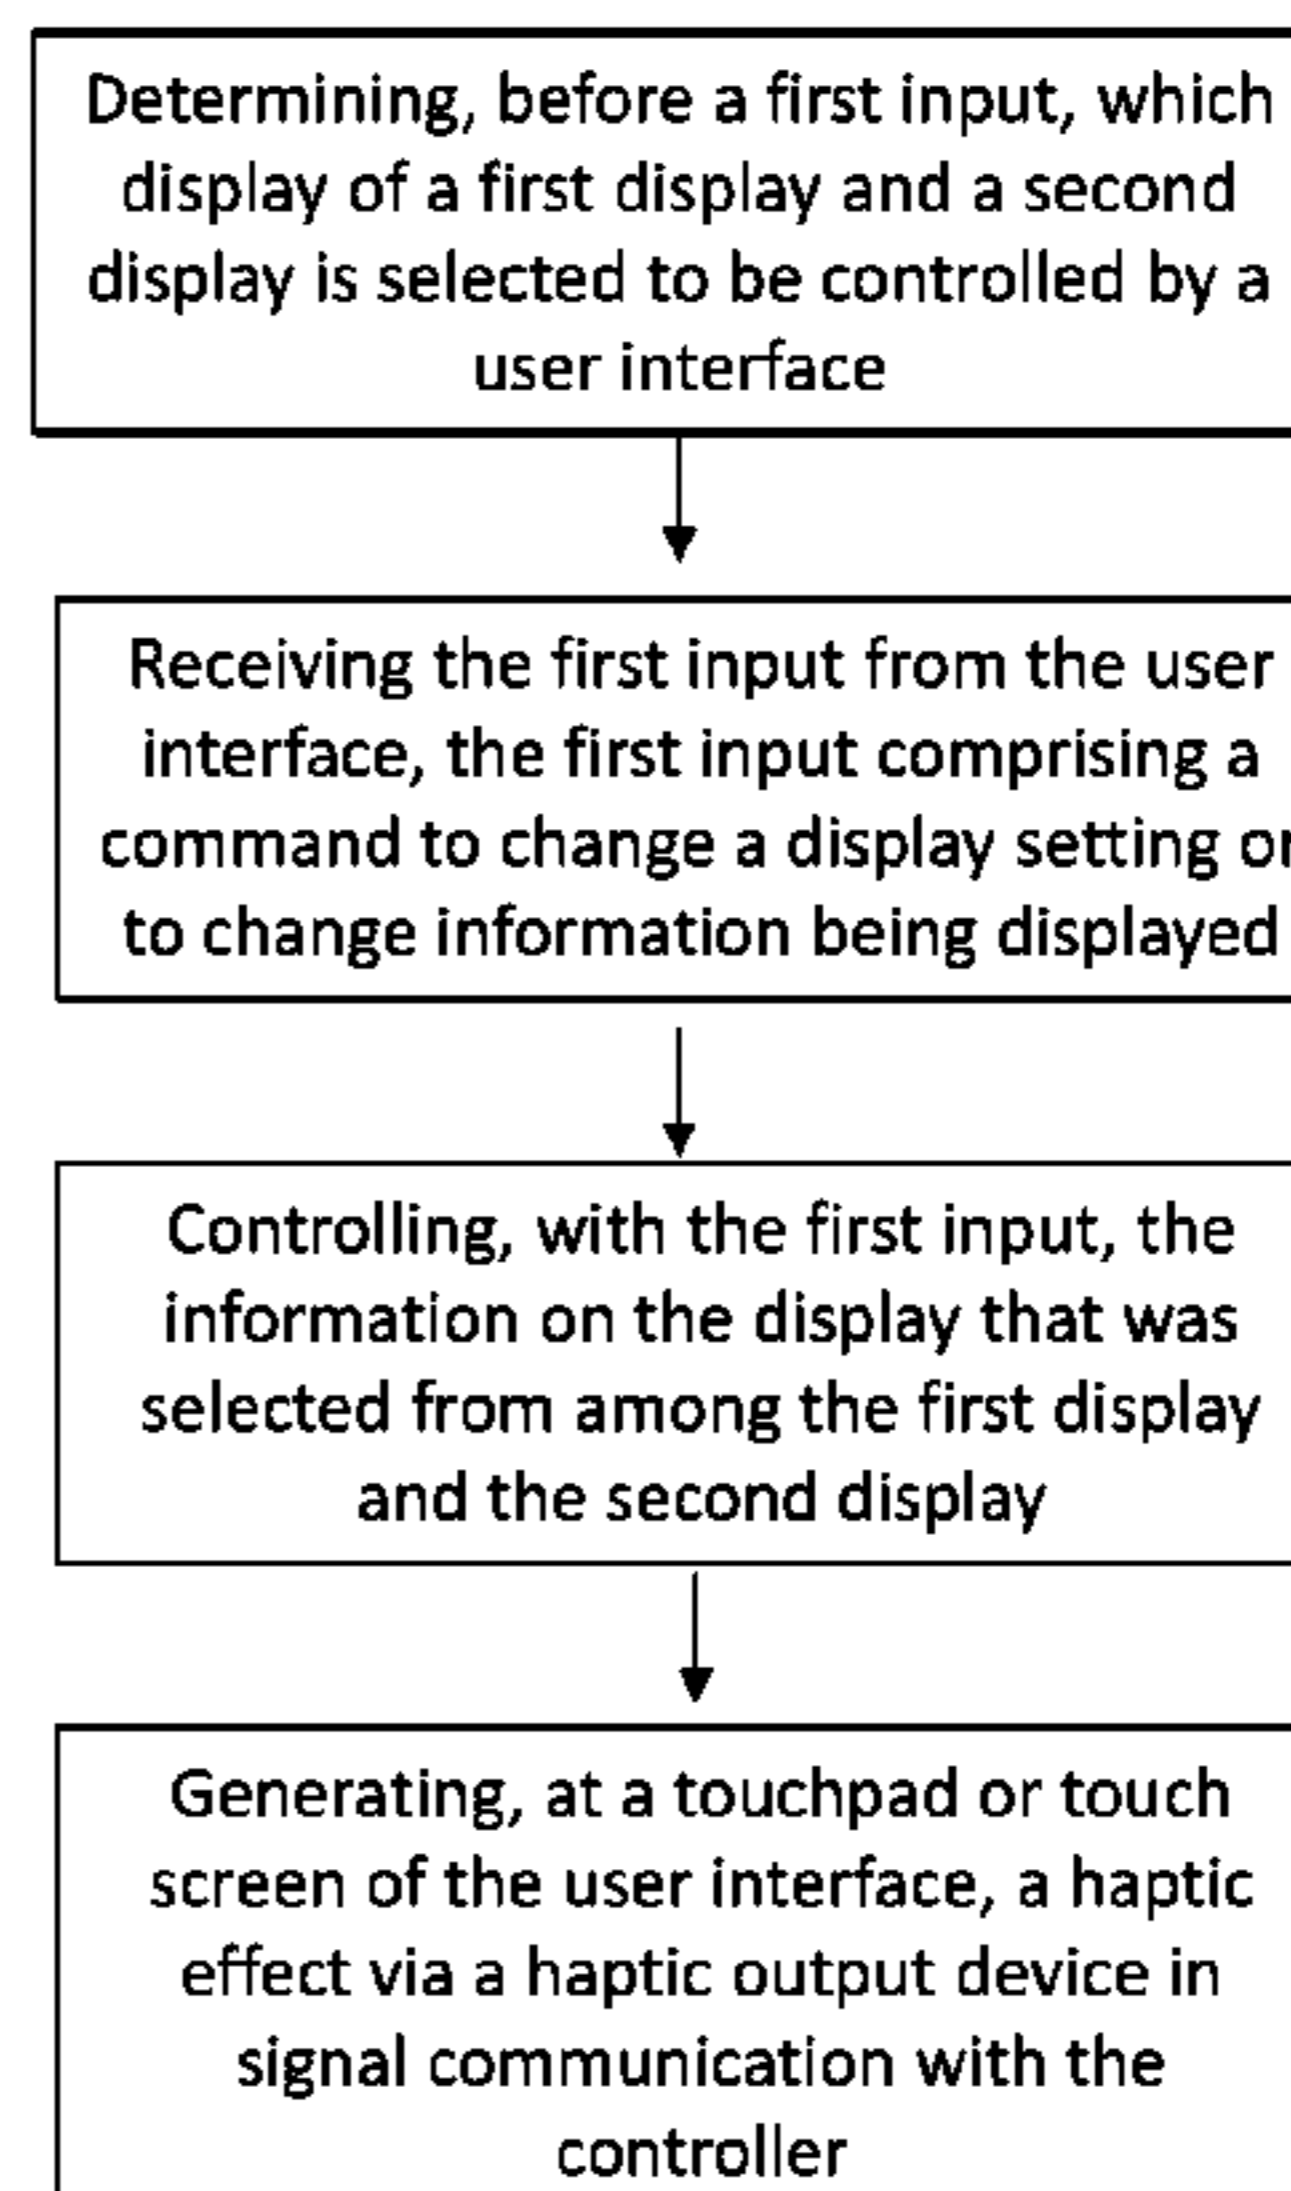 Determining, before a first input, which
display of a first display and a second
display is selected to be controlled by a
user interface
Receiving the first input from the user
interface, the first input comprising a
command to change a display setting or
to change information being displayed
Controlling, with the first input, the
information on the display that was
selected from among the first display
and the second display
Generating, at a touchpad or touch
screen of the user interface, a haptic
effect via a haptic output device in
signal communication with the
controller